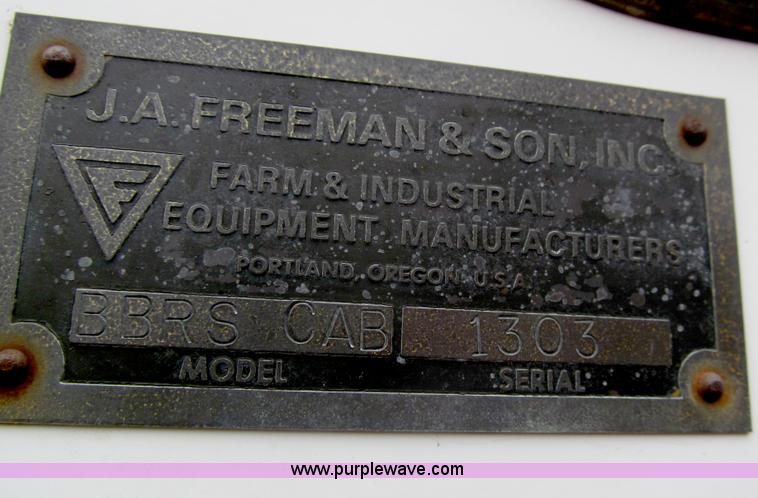 J.A. FREEMAN & SON, INC.
FARM & INDUSTRIAL
EQUIPMENT MANUFACTURERS
PORTLAND, OREGON, U.S.A.
BBRS CAB 1303
MODEL SERIAL
www.purplewave.com